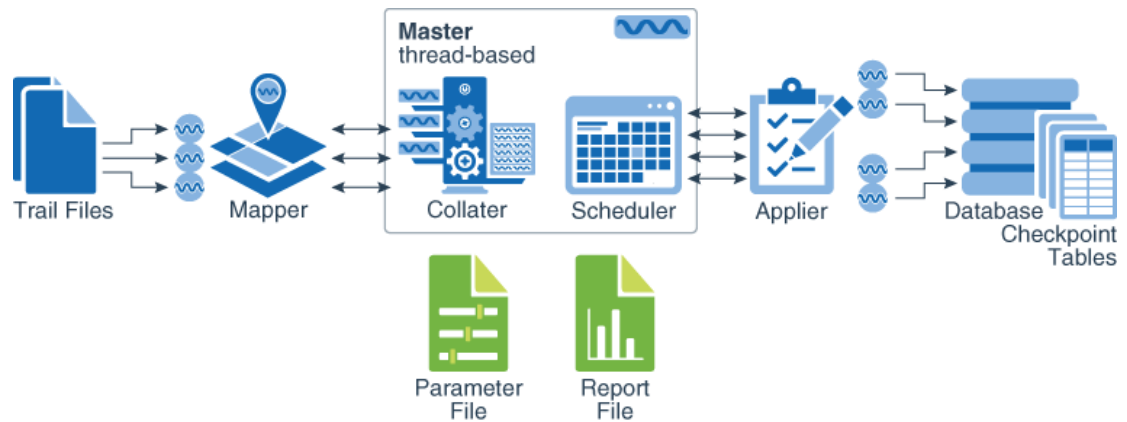 Master
thread-based
Trail Files
Mapper
Collater
Scheduler
Applier
Database
Checkpoint
Tables
Parameter
File
Report
File